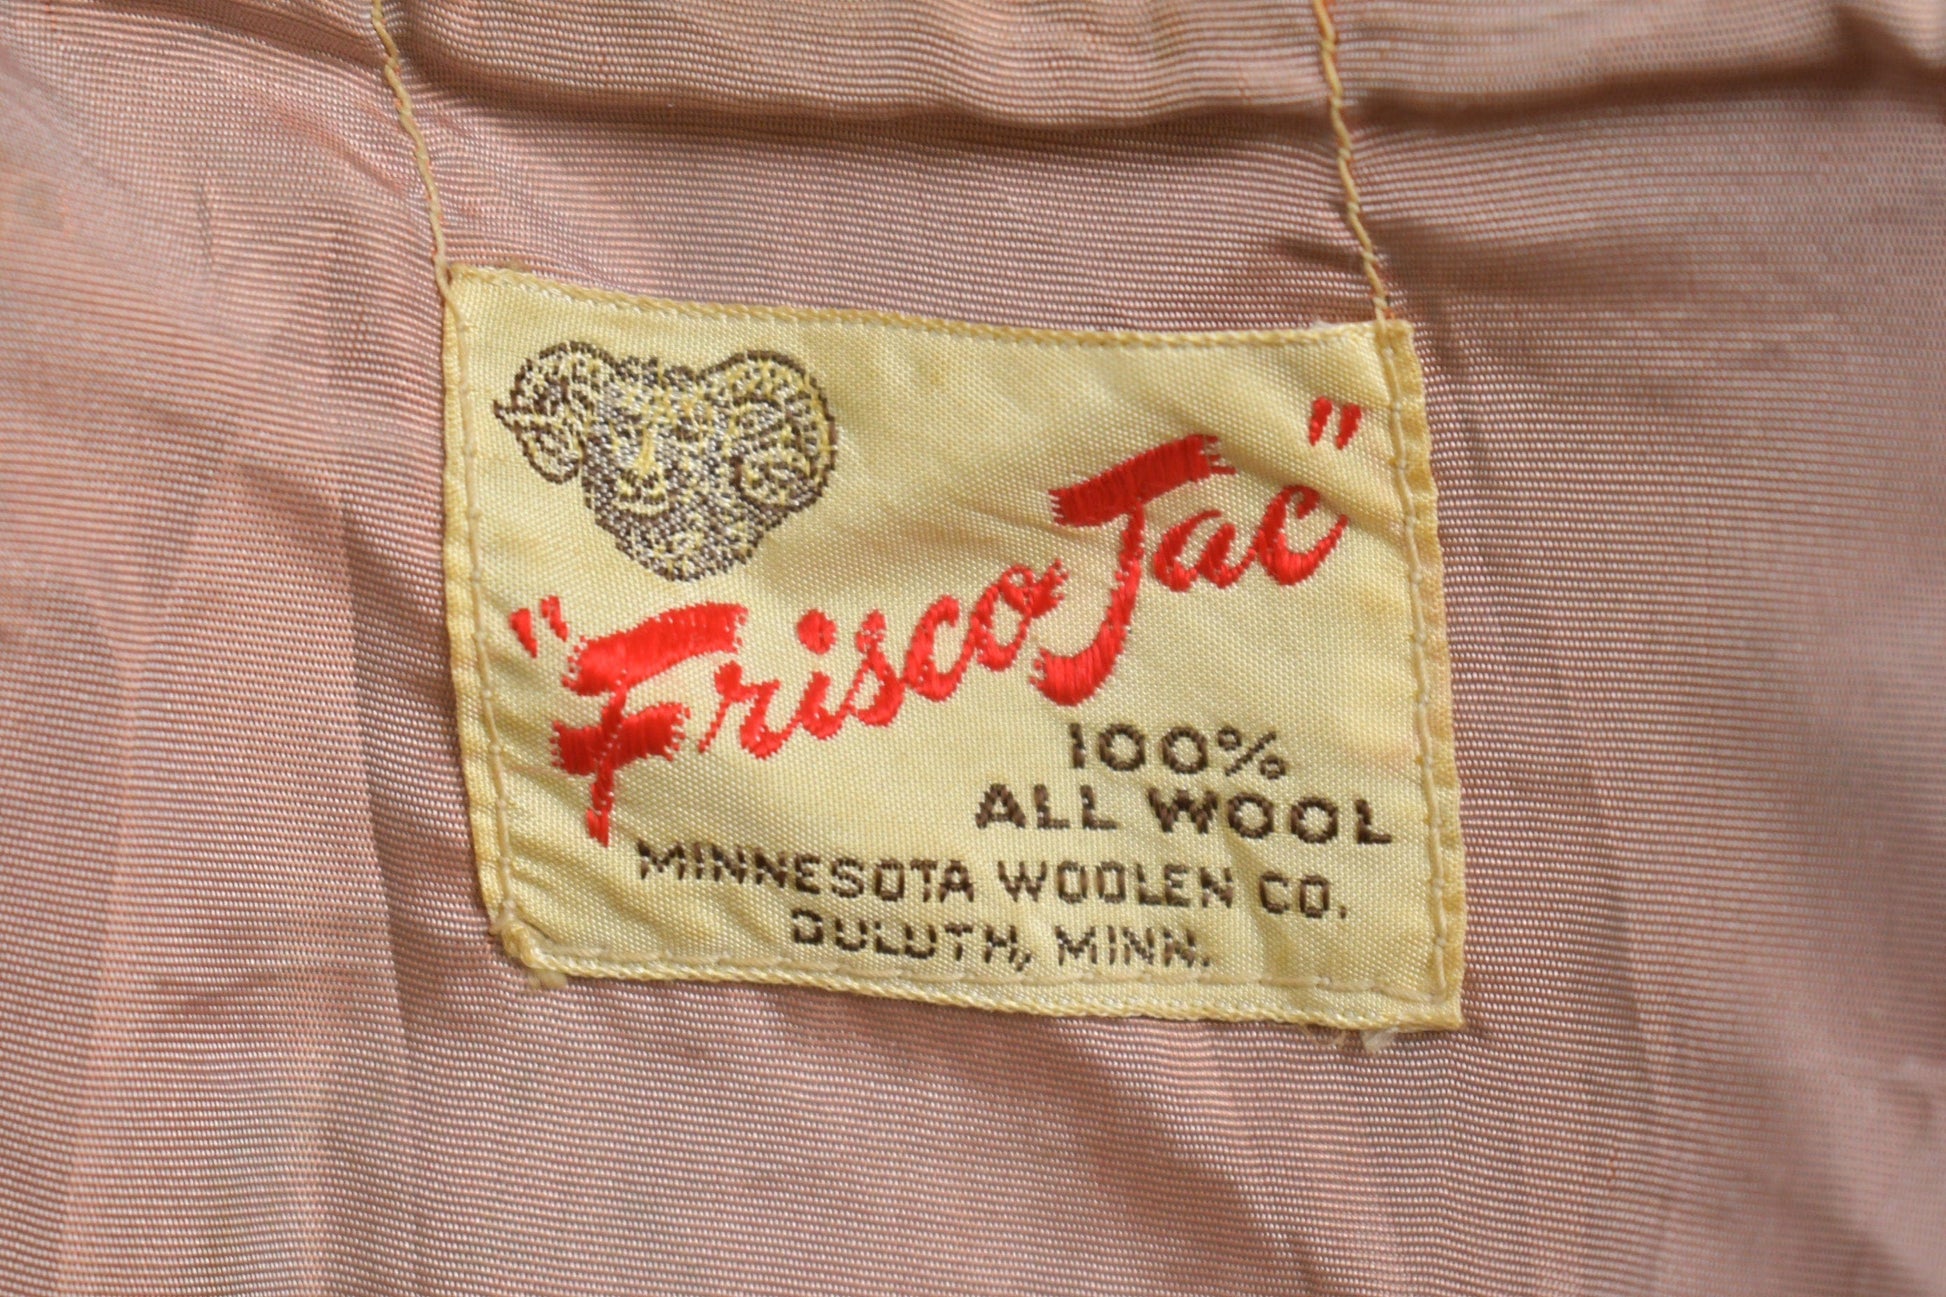 "Frisco Jac"
100%
ALL WOOL
MINNESOTA WOOLEN CO.
DULUTH, MINN.